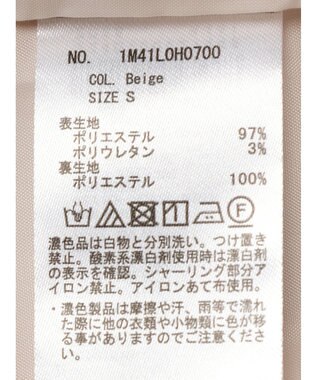 NO. 1M41L0H0700
COL. Beige
SIZE S
表生地
ポリエステル 97%
ポリウレタン 3%
裏生地
ポリエステル 100%
F
濃色品は白物と分別洗い。つけ置き
禁止。酸素系漂白剤使用時は漂白剤
の表示を確認。シャーリング部分ア
イロン禁止。アイロンあて布使用。
・濃色製品は摩擦や汗、雨等で濡れ
た際に他の衣類や小物類に色が移
る事がありますのでご注意くださ
い。